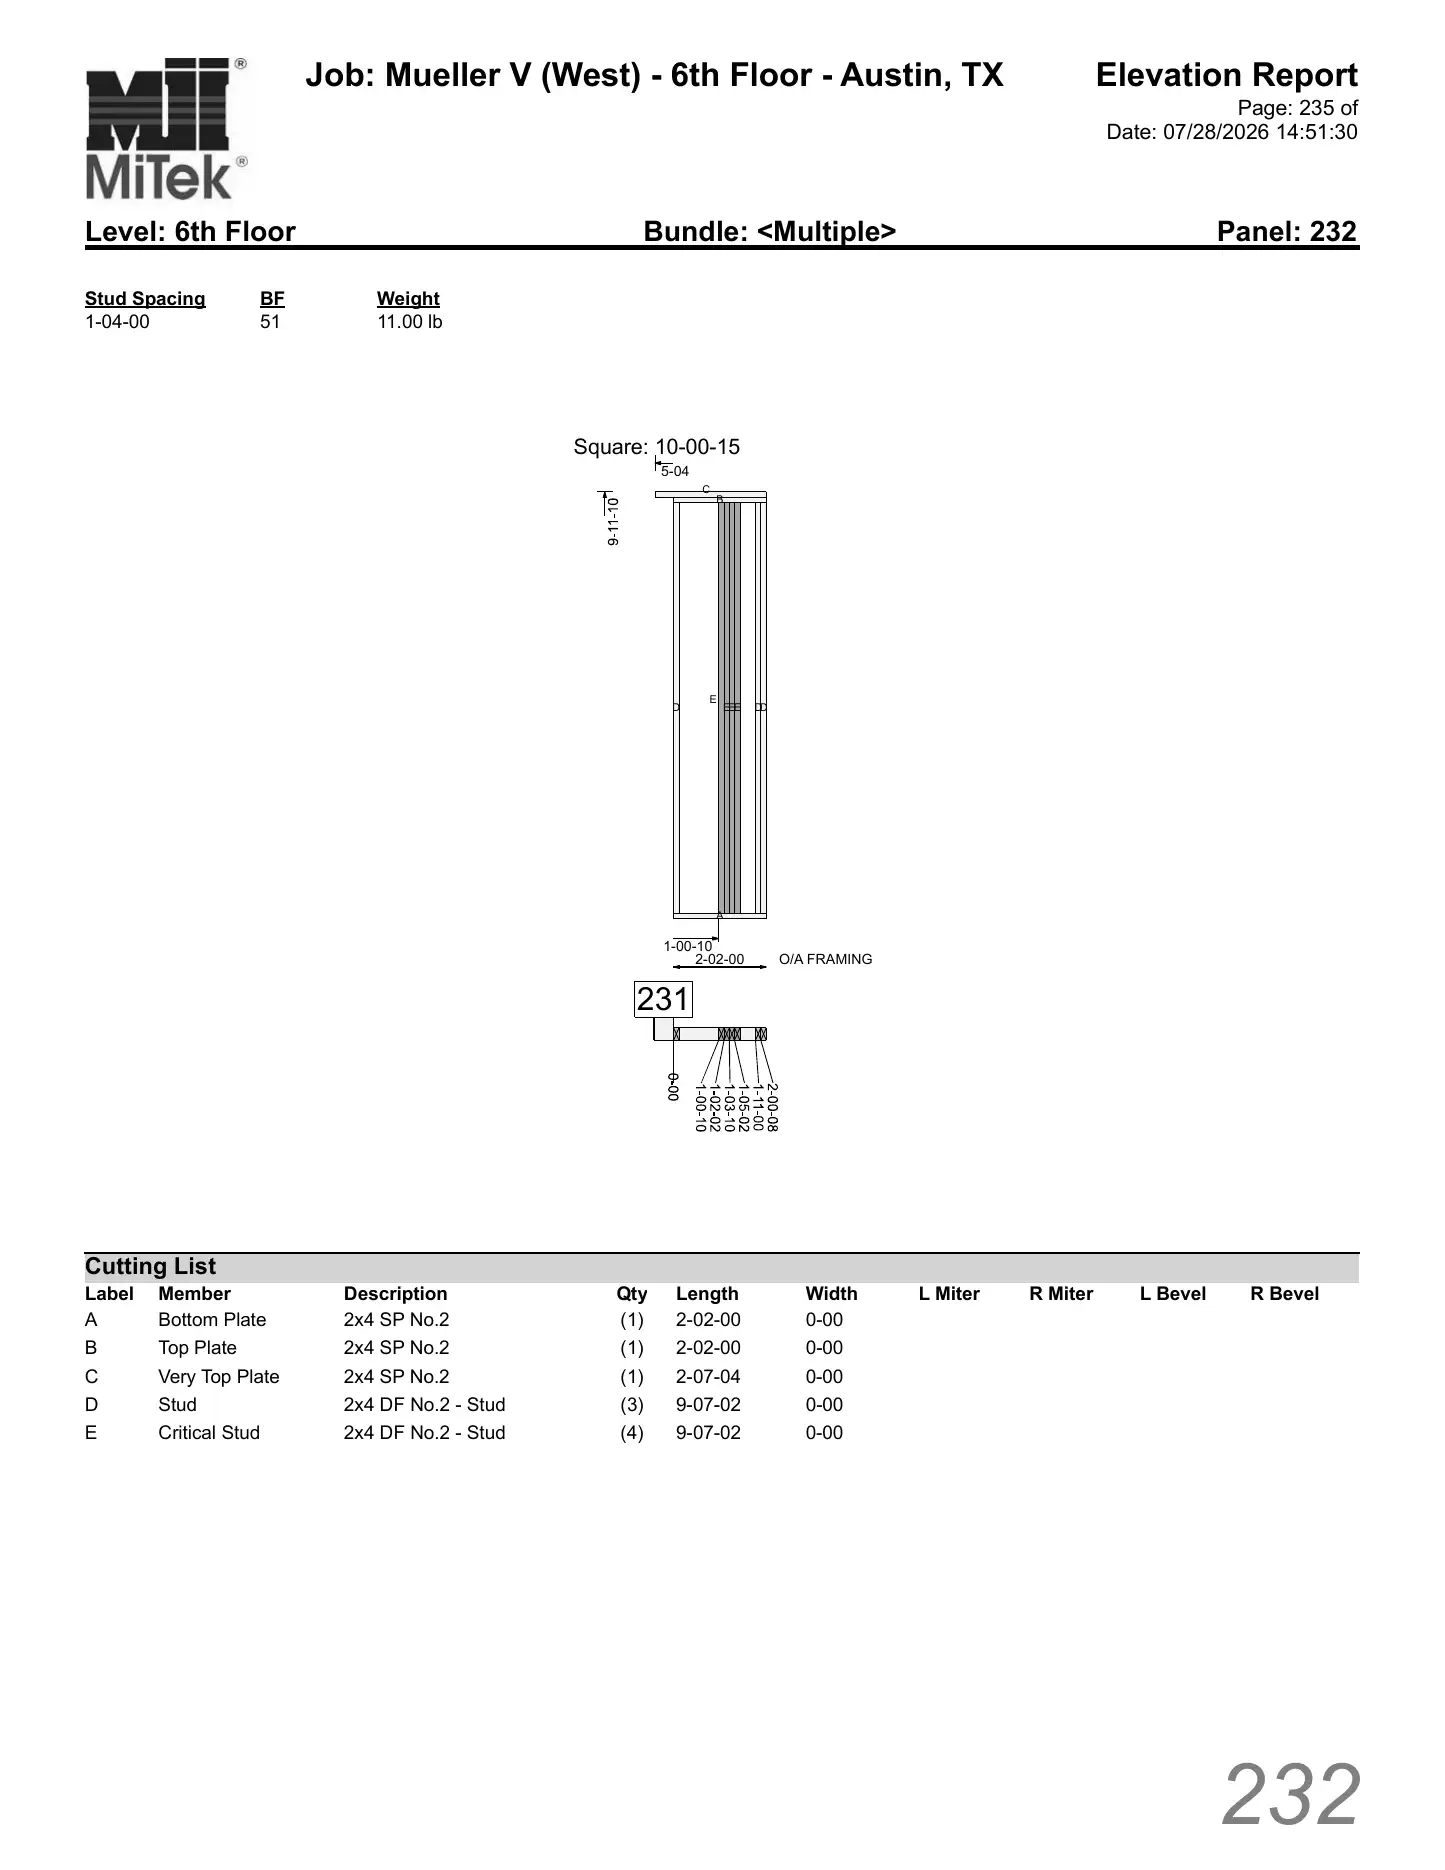 Job: Mueller V (West) - 6th Floor - Austin, TX
Elevation Report
Page: 235 of
Date: 07/28/2026 14:51:30
MiTek®
Level: 6th Floor Bundle: <Multiple> Panel: 232
Stud Spacing BF Weight
1-04-00 51 11.00 lb
Square: 10-00-15
5-04
C
B
9-11-10
E
D E E E D D
A
1-00-10
2-02-00 O/A FRAMING
231
0-00
1-00-10
1-02-02
1-03-10
1-05-02
1-11-00
2-00-08
Cutting List
Label Member Description Qty Length Width L Miter R Miter L Bevel R Bevel
A Bottom Plate 2x4 SP No.2 (1) 2-02-00 0-00
B Top Plate 2x4 SP No.2 (1) 2-02-00 0-00
C Very Top Plate 2x4 SP No.2 (1) 2-07-04 0-00
D Stud 2x4 DF No.2 - Stud (3) 9-07-02 0-00
E Critical Stud 2x4 DF No.2 - Stud (4) 9-07-02 0-00
232